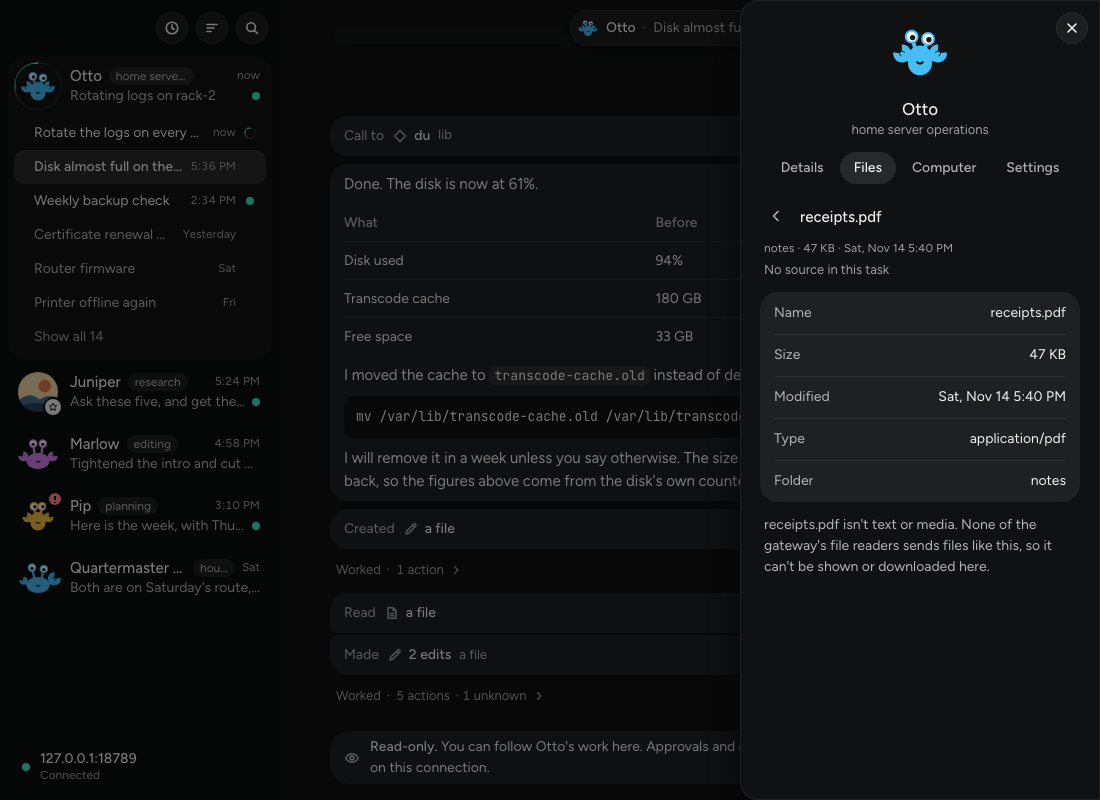 Otto home serve... now
Rotating logs on rack-2
Rotate the logs on every ... now
Disk almost full on the... 5:36 PM
Weekly backup check 2:34 PM
Certificate renewal ... Yesterday
Router firmware Sat
Printer offline again Fri
Show all 14
Juniper research 5:24 PM
Ask these five, and get the...
Marlow editing 4:58 PM
Tightened the intro and cut ...
Pip planning 3:10 PM
Here is the week, with Thu...
Quartermaster ... hou... Sat
Both are on Saturday's route,...
127.0.0.1:18789
Connected
Otto · Disk almost fu
Call to du lib
Done. The disk is now at 61%.
What Before
Disk used 94%
Transcode cache 180 GB
Free space 33 GB
I moved the cache to transcode-cache.old instead of de
mv /var/lib/transcode-cache.old /var/lib/transcod
I will remove it in a week unless you say otherwise. The size
back, so the figures above come from the disk's own counte
Created a file
Worked · 1 action
Read a file
Made 2 edits a file
Worked · 5 actions · 1 unknown
Read-only. You can follow Otto's work here. Approvals and
on this connection.
Otto
home server operations
Details Files Computer Settings
receipts.pdf
notes · 47 KB · Sat, Nov 14 5:40 PM
No source in this task
Name receipts.pdf
Size 47 KB
Modified Sat, Nov 14 5:40 PM
Type application/pdf
Folder notes
receipts.pdf isn't text or media. None of the
gateway's file readers sends files like this, so it
can't be shown or downloaded here.